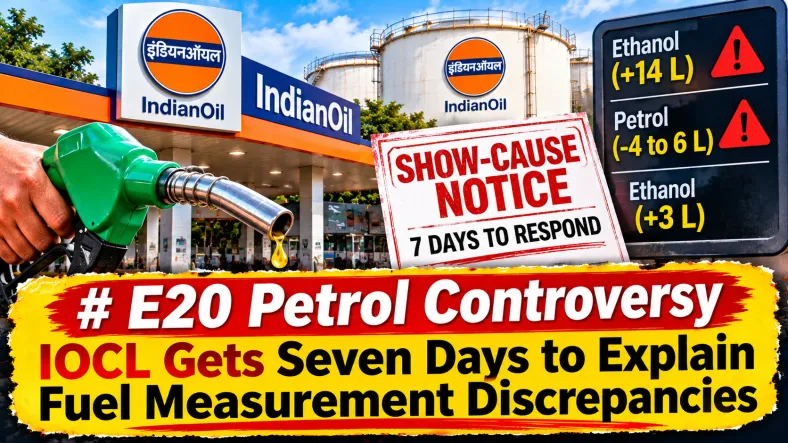 इंडियनऑयल
IndianOil
IndianOil
इंडियनऑयल
IndianOil
SHOW-CAUSE
NOTICE
7 DAYS TO RESPOND
Ethanol
(+14 L)
Petrol
(-4 to 6 L)
Ethanol
(+3 L)
# E20 Petrol Controversy
IOCL Gets Seven Days to Explain
Fuel Measurement Discrepancies